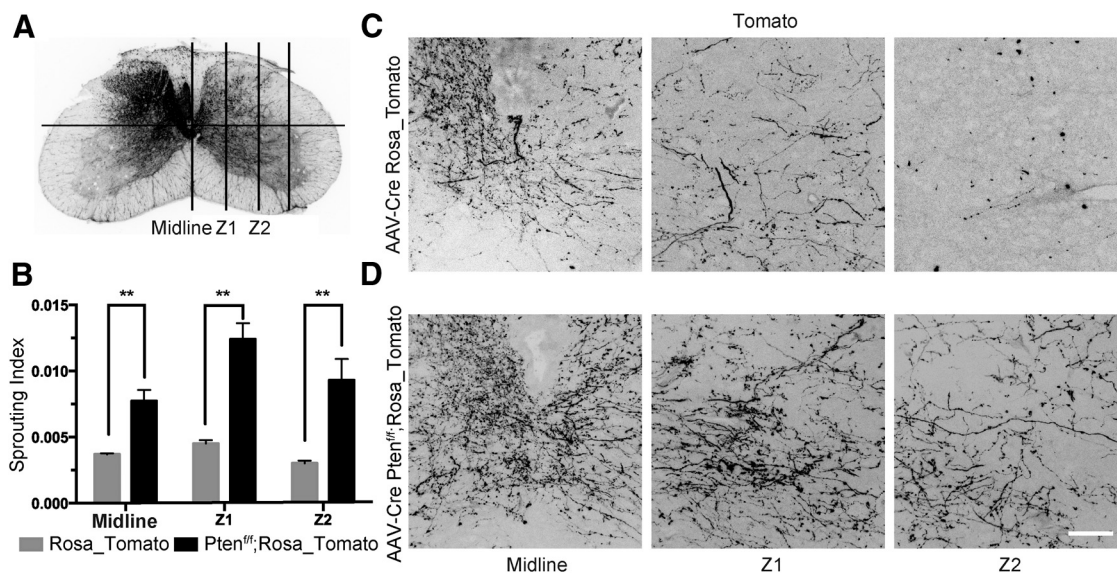 A
Midline Z1 Z2
B
0.015
0.010
0.005
0.000
Sprouting Index
** ** **
Midline Z1 Z2
Rosa_Tomato Pten^f/f;Rosa_Tomato
C
Tomato
AAV-Cre Rosa_Tomato
D
AAV-Cre Pten^f/f;Rosa_Tomato
Midline Z1 Z2